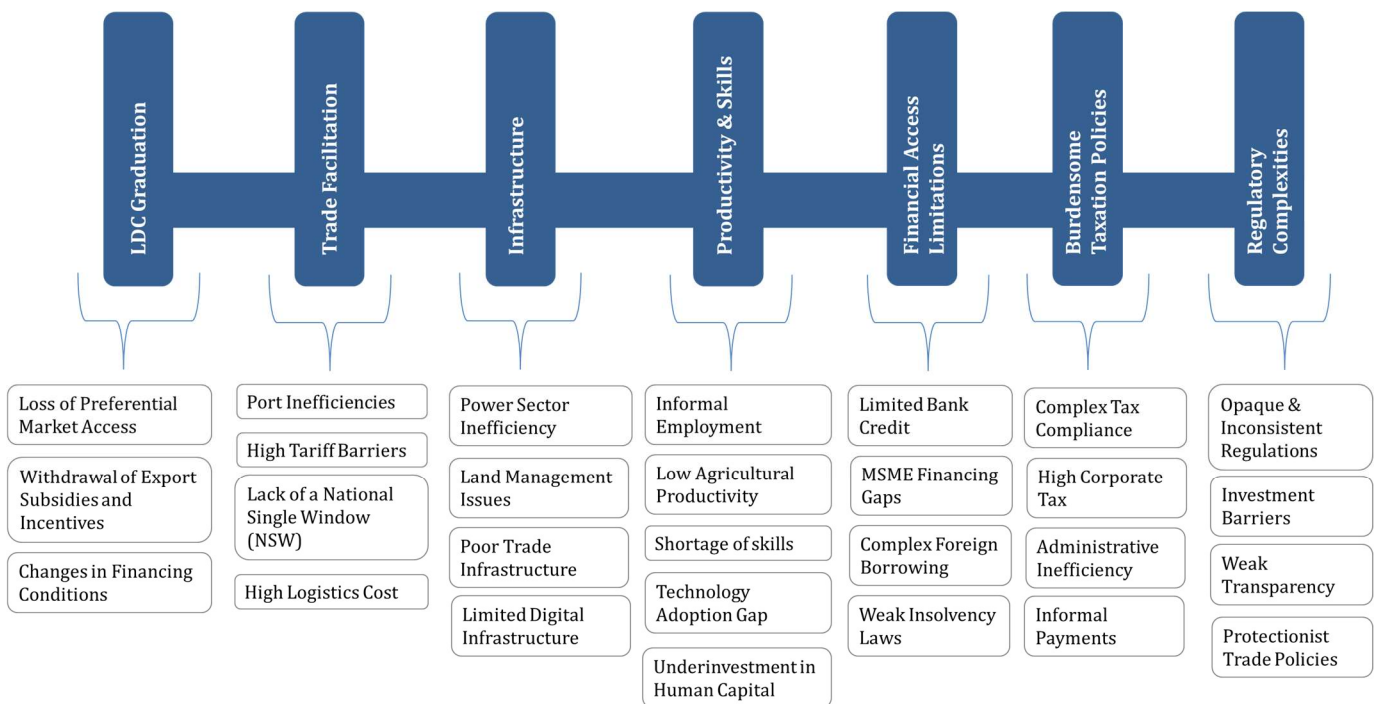 LDC Graduation
Trade Facilitation
Infrastructure
Productivity & Skills
Financial Access
Limitations
Burdensome
Taxation Policies
Regulatory
Complexities
Loss of Preferential
Market Access
Withdrawal of Export
Subsidies and
Incentives
Changes in Financing
Conditions
Port Inefficiencies
High Tariff Barriers
Lack of a National
Single Window
(NSW)
High Logistics Cost
Power Sector
Inefficiency
Land Management
Issues
Poor Trade
Infrastructure
Limited Digital
Infrastructure
Informal
Employment
Low Agricultural
Productivity
Shortage of skills
Technology
Adoption Gap
Underinvestment in
Human Capital
Limited Bank
Credit
MSME Financing
Gaps
Complex Foreign
Borrowing
Weak Insolvency
Laws
Complex Tax
Compliance
High Corporate
Tax
Administrative
Inefficiency
Informal
Payments
Opaque &
Inconsistent
Regulations
Investment
Barriers
Weak
Transparency
Protectionist
Trade Policies